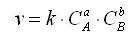 v = k · C_A^a · C_B^b